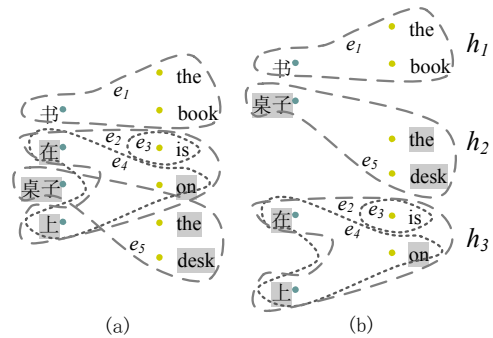 the
e₁
书 book
在 e₂ e₃ is
e₄
桌子 on
上 the
e₅ desk
(a)
the
e₁ h₁
书 book
桌子
the h₂
e₅ desk
在 e₂ e₃ is
e₄ h₃
on
上
(b)